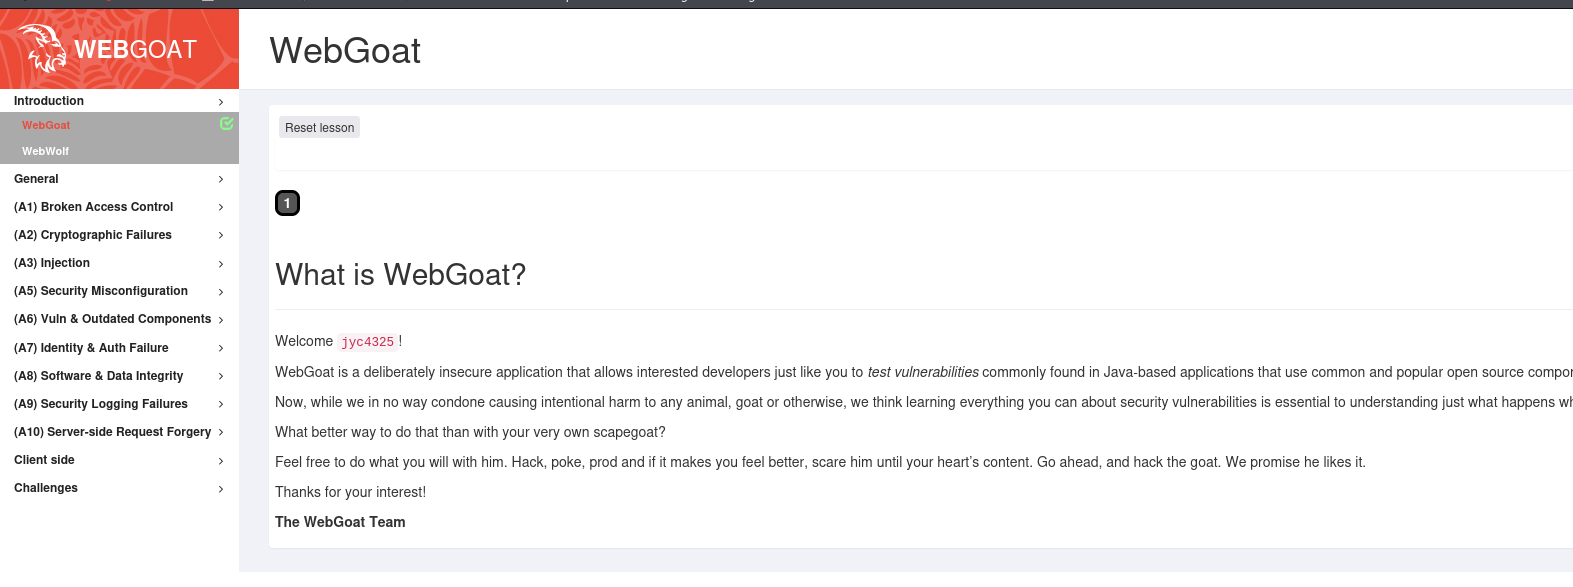 WEBGOAT
WebGoat
Introduction
WebGoat
WebWolf
General
(A1) Broken Access Control
(A2) Cryptographic Failures
(A3) Injection
(A5) Security Misconfiguration
(A6) Vuln & Outdated Components
(A7) Identity & Auth Failure
(A8) Software & Data Integrity
(A9) Security Logging Failures
(A10) Server-side Request Forgery
Client side
Challenges
Reset lesson
1
What is WebGoat?
Welcome jyc4325 !
WebGoat is a deliberately insecure application that allows interested developers just like you to test vulnerabilities commonly found in Java-based applications that use common and popular open source compo
Now, while we in no way condone causing intentional harm to any animal, goat or otherwise, we think learning everything you can about security vulnerabilities is essential to understanding just what happens
What better way to do that than with your very own scapegoat?
Feel free to do what you will with him. Hack, poke, prod and if it makes you feel better, scare him until your heart’s content. Go ahead, and hack the goat. We promise he likes it.
Thanks for your interest!
The WebGoat Team